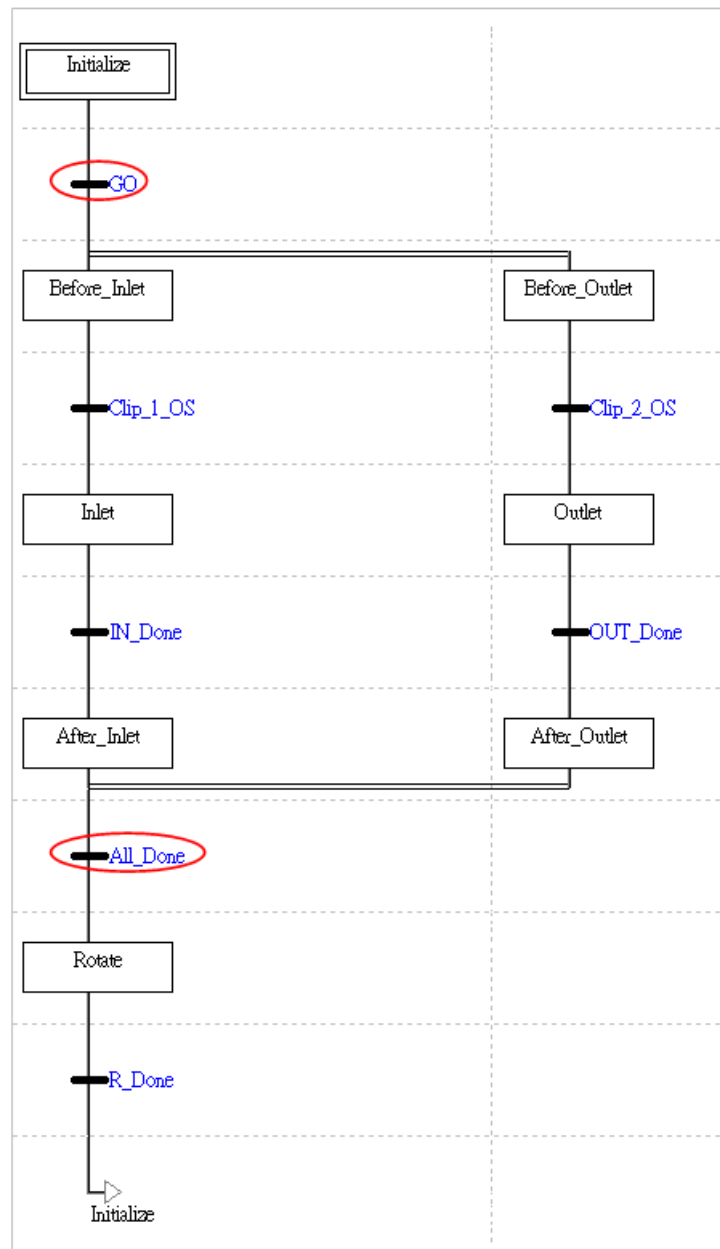 Initialize
GO
Before_Inlet
Before_Outlet
Clip_1_OS
Clip_2_OS
Inlet
Outlet
IN_Done
OUT_Done
After_Inlet
After_Outlet
All_Done
Rotate
R_Done
Initialize